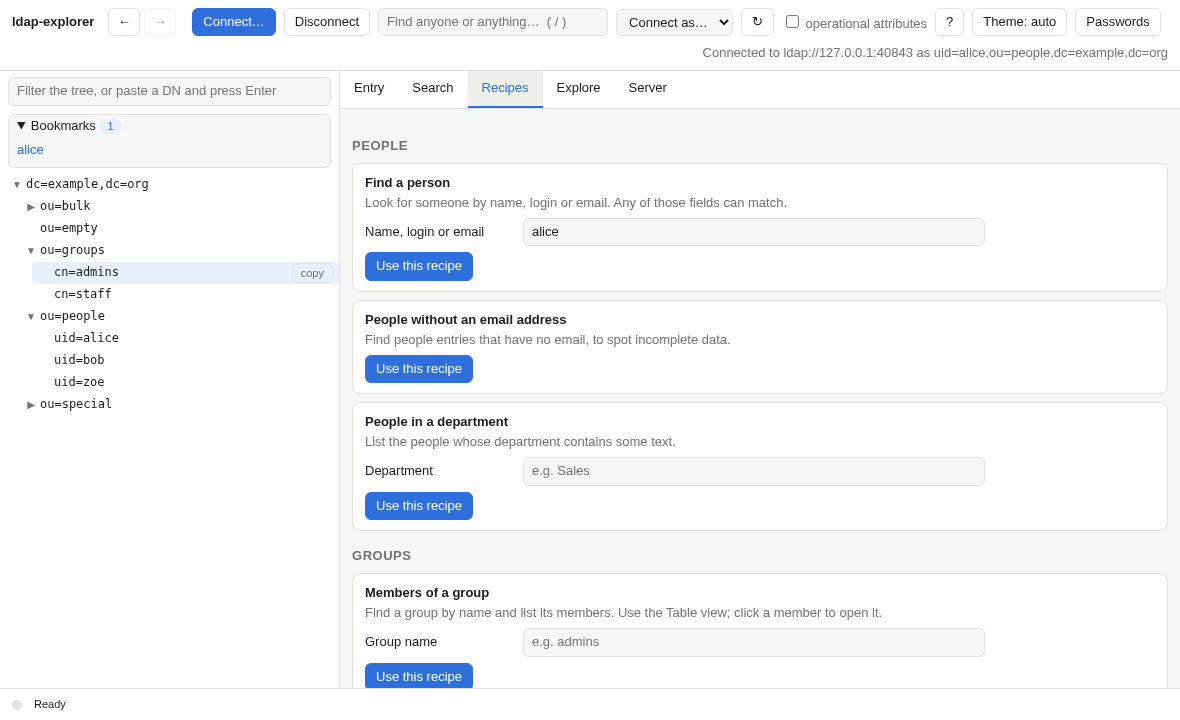 ldap-explorer ← → Connect… Disconnect Find anyone or anything… ( / ) Connect as… ↻ operational attributes ? Theme: auto Passwords
Connected to ldap://127.0.0.1:40843 as uid=alice,ou=people,dc=example,dc=org
Filter the tree, or paste a DN and press Enter
▼ Bookmarks 1
alice
▼ dc=example,dc=org
▶ ou=bulk
ou=empty
▼ ou=groups
cn=admins copy
cn=staff
▼ ou=people
uid=alice
uid=bob
uid=zoe
▶ ou=special
Entry Search Recipes Explore Server
PEOPLE
Find a person
Look for someone by name, login or email. Any of those fields can match.
Name, login or email alice
Use this recipe
People without an email address
Find people entries that have no email, to spot incomplete data.
Use this recipe
People in a department
List the people whose department contains some text.
Department e.g. Sales
Use this recipe
GROUPS
Members of a group
Find a group by name and list its members. Use the Table view; click a member to open it.
Group name e.g. admins
Use this recipe
Ready